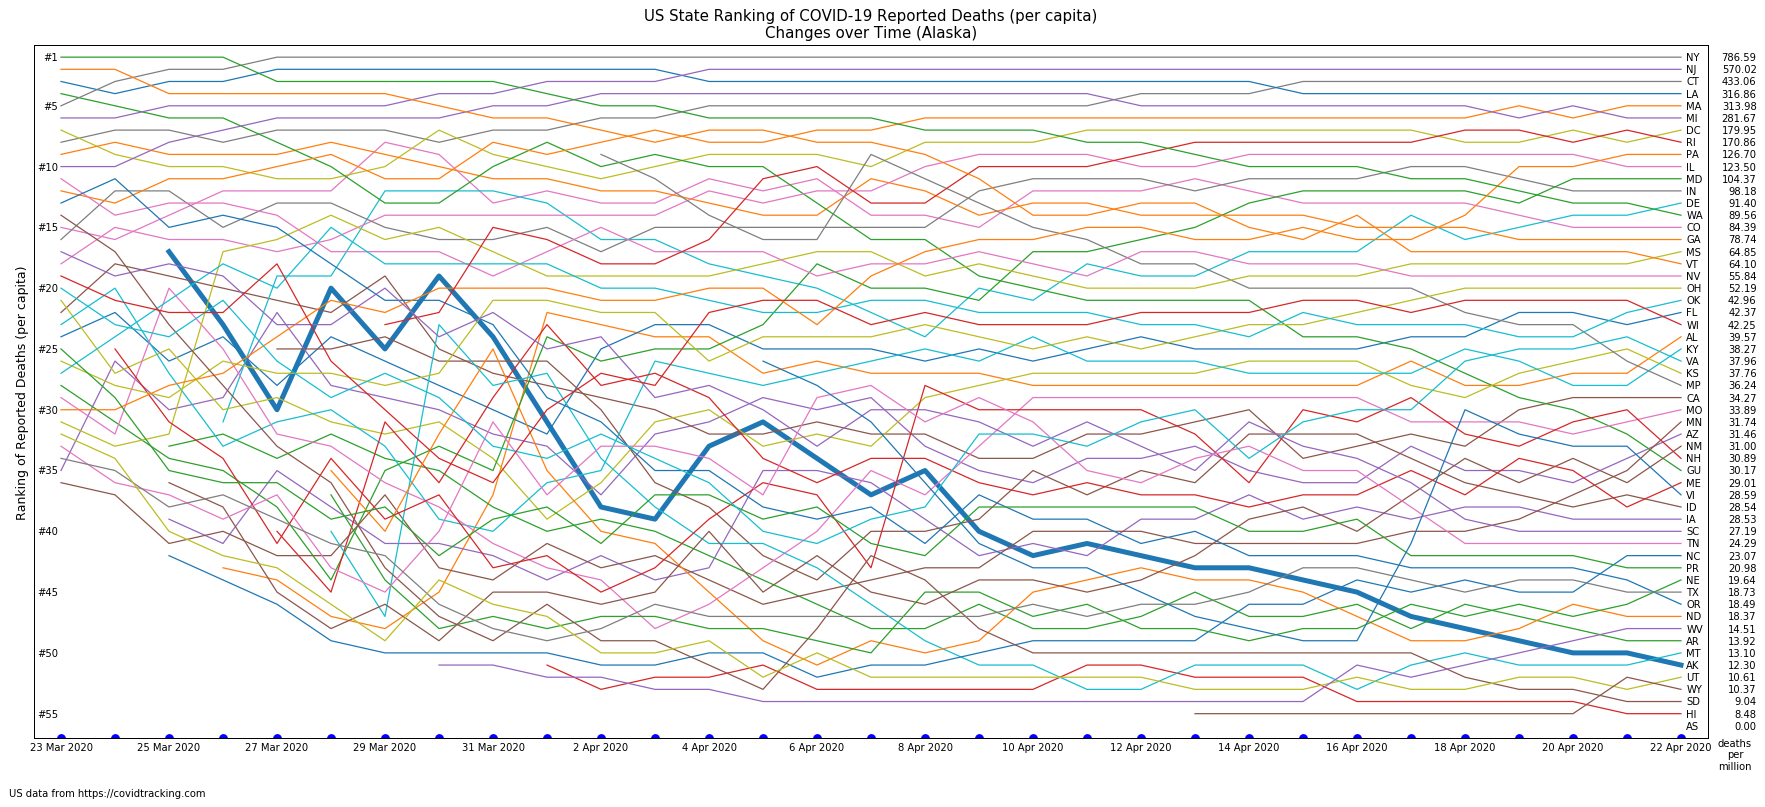 US State Ranking of COVID-19 Reported Deaths (per capita)
Changes over Time (Alaska)
Ranking of Reported Deaths (per capita)
#1
#5
#10
#15
#20
#25
#30
#35
#40
#45
#50
#55
NY 786.59
NJ 570.02
CT 433.06
LA 316.86
MA 313.98
MI 281.67
DC 179.95
RI 170.86
PA 126.70
IL 123.50
MD 104.37
IN 98.18
DE 91.40
WA 89.56
CO 84.39
GA 78.74
MS 64.85
VT 64.10
NV 55.84
OH 52.19
OK 42.96
FL 42.37
WI 42.25
AL 39.57
KY 38.27
VA 37.96
KS 37.76
MP 36.24
CA 34.27
MO 33.89
MN 31.74
AZ 31.46
NM 31.00
NH 30.89
GU 30.17
ME 29.01
VI 28.59
ID 28.54
IA 28.53
SC 27.19
TN 24.29
NC 23.07
PR 20.98
NE 19.64
TX 18.73
OR 18.49
ND 18.37
WV 14.51
AR 13.92
MT 13.10
AK 12.30
UT 10.61
WY 10.37
SD 9.04
HI 8.48
AS 0.00
23 Mar 2020 25 Mar 2020 27 Mar 2020 29 Mar 2020 31 Mar 2020 2 Apr 2020 4 Apr 2020 6 Apr 2020 8 Apr 2020 10 Apr 2020 12 Apr 2020 14 Apr 2020 16 Apr 2020 18 Apr 2020 20 Apr 2020 22 Apr 2020
deaths
per
million
US data from https://covidtracking.com